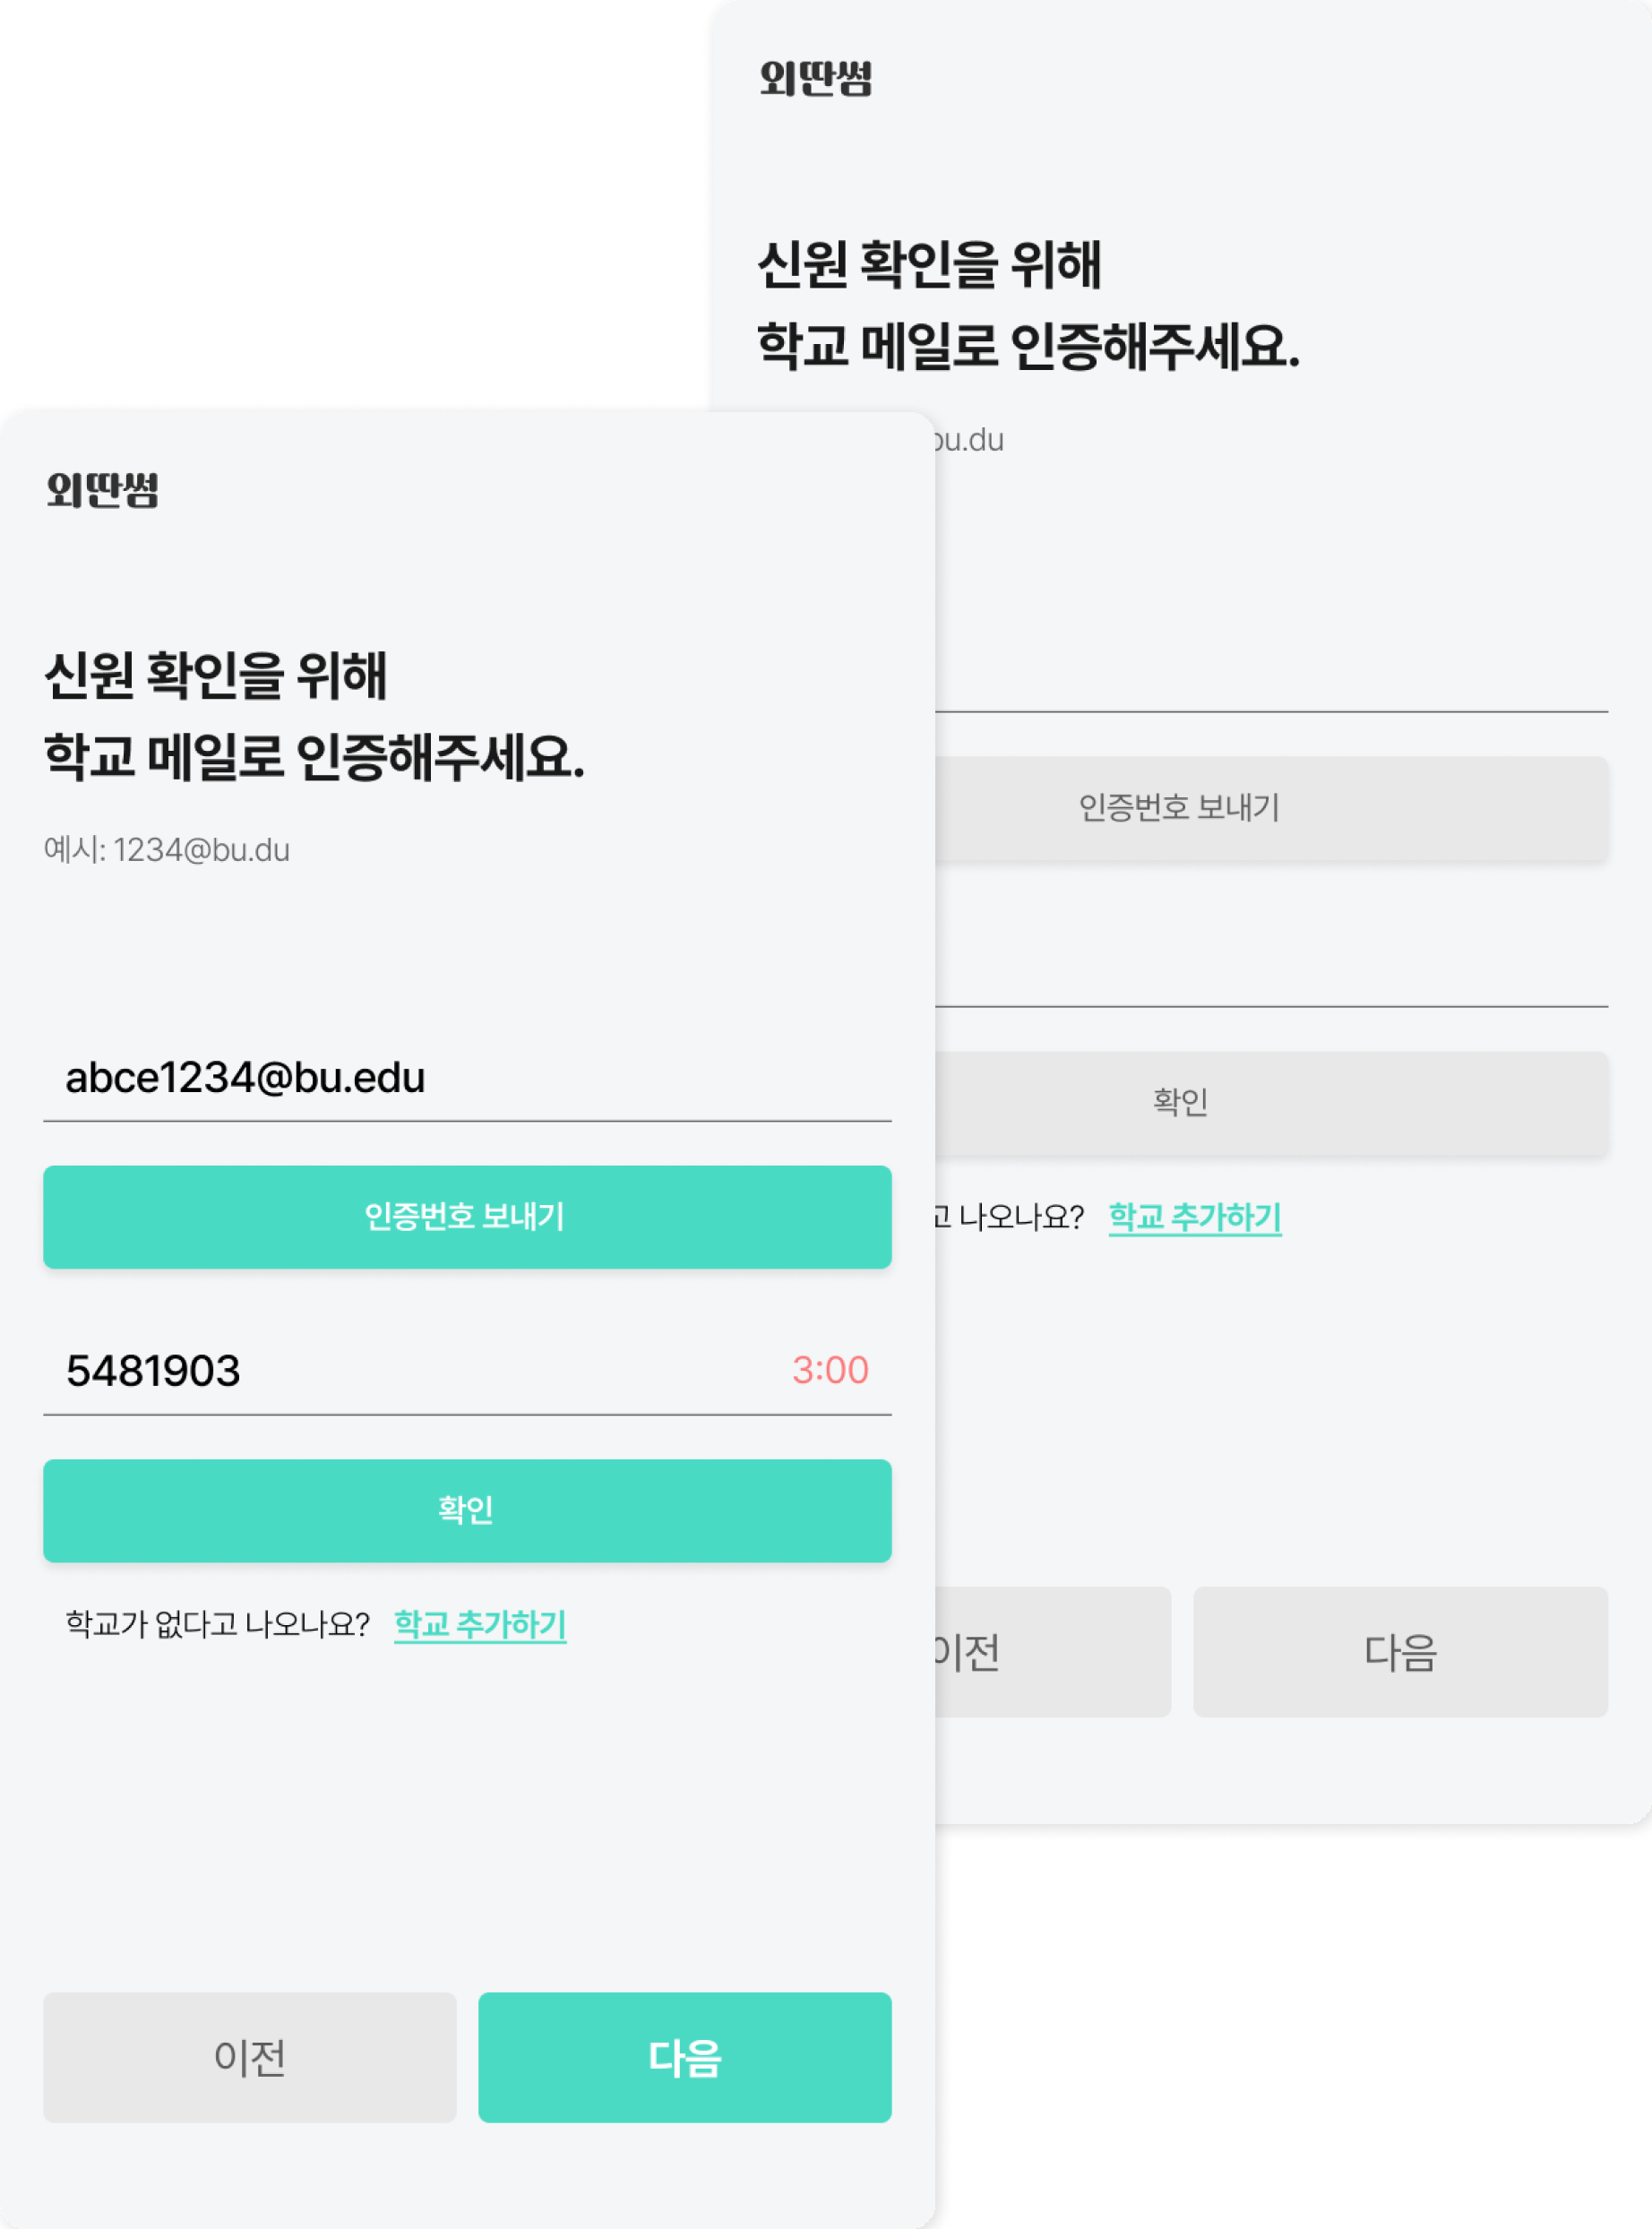 외딴썸
신원 확인을 위해
학교 메일로 인증해주세요.
bu.du
인증번호 보내기
확인
고 나오나요? 학교 추가하기
이전
다음
외딴썸
신원 확인을 위해
학교 메일로 인증해주세요.
예시: 1234@bu.du
abce1234@bu.edu
인증번호 보내기
5481903 3:00
확인
학교가 없다고 나오나요? 학교 추가하기
이전
다음